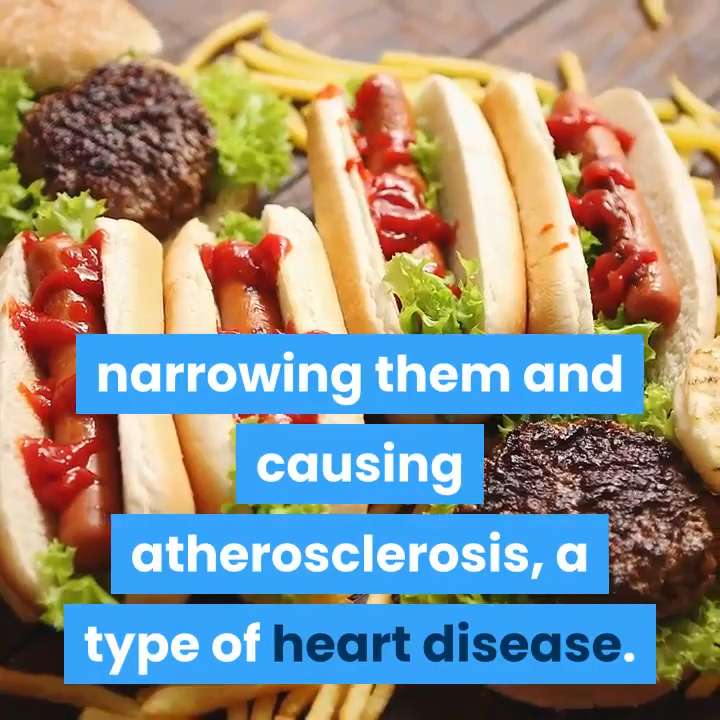 narrowing them and
causing
atherosclerosis, a
type of heart disease.